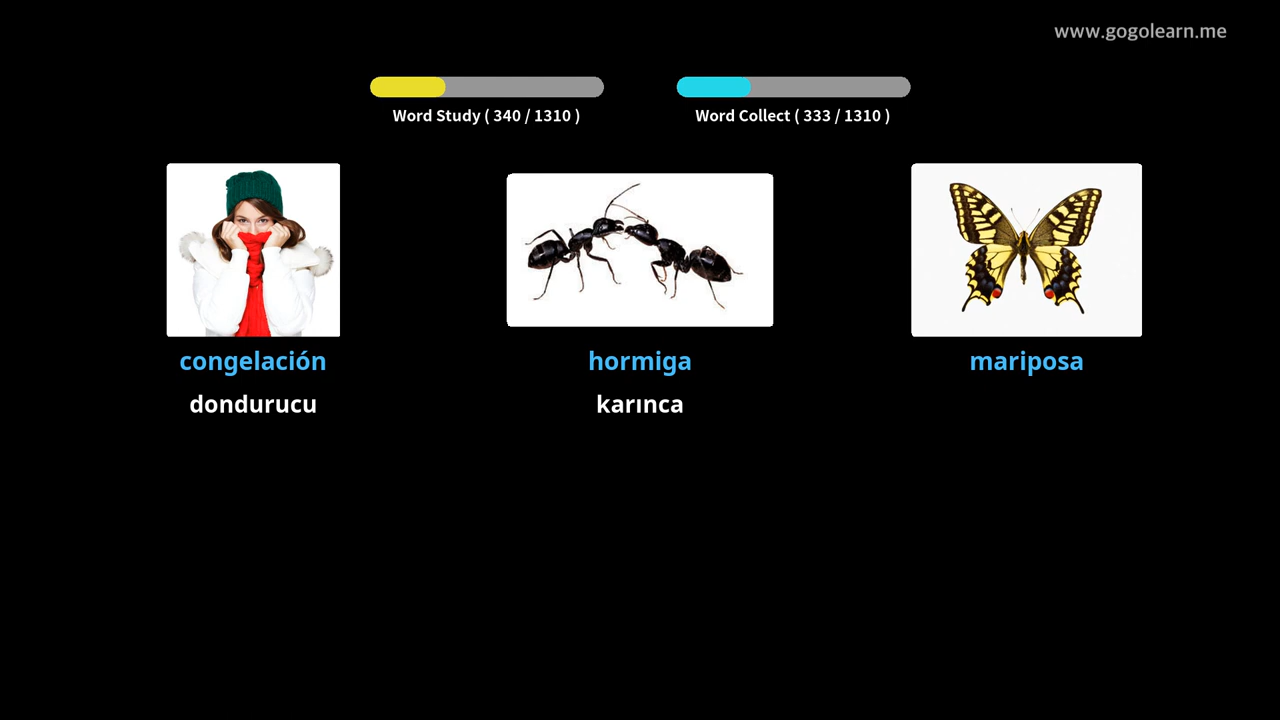 www.gogolearn.me
Word Study ( 340 / 1310 )
Word Collect ( 333 / 1310 )
congelación
hormiga
mariposa
dondurucu
karınca